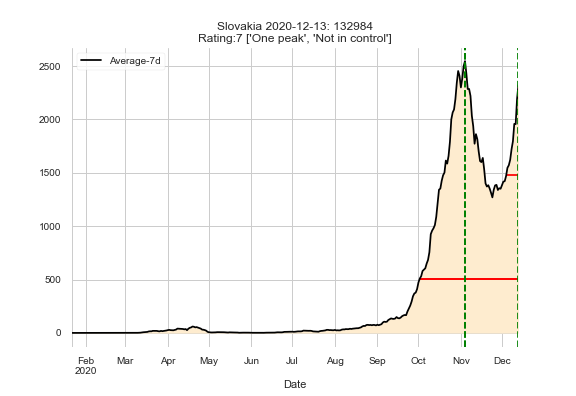 Slovakia 2020-12-13: 132984
Rating:7 ['One peak', 'Not in control']
Average-7d
2500
2000
1500
1000
500
0
Feb Mar Apr May Jun Jul Aug Sep Oct Nov Dec
2020
Date